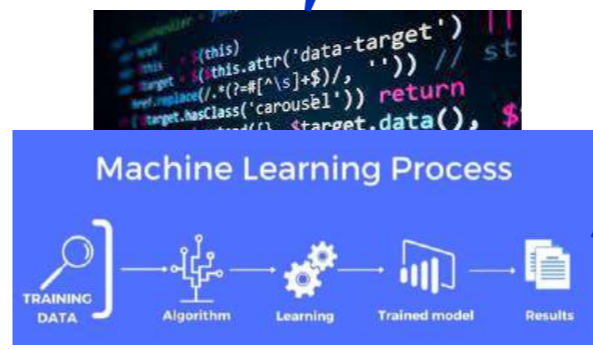 $(this)
$this.attr('data-target')
.replace(/.*(?=#[^\s]+$)/, '')) // st
target.hasClass('carousel')) return
$target.data(),
Machine Learning Process
TRAINING DATA
Algorithm
Learning
Trained model
Results